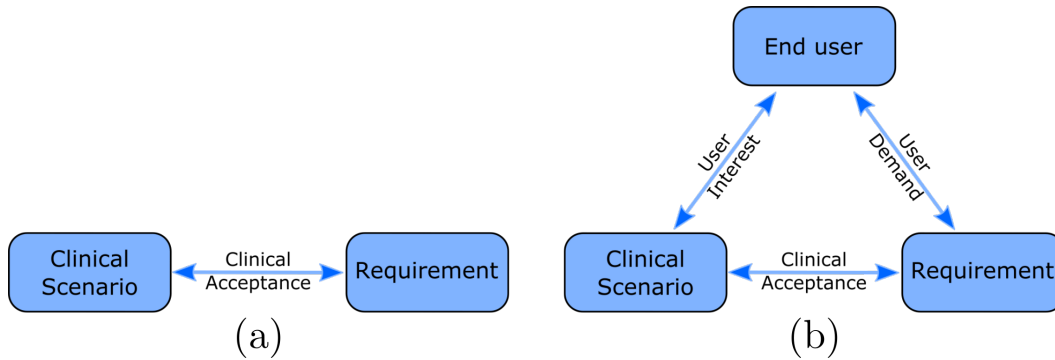 Clinical
Scenario
Clinical
Acceptance
Requirement
(a)
End user
User
Interest
User
Demand
Clinical
Scenario
Clinical
Acceptance
Requirement
(b)